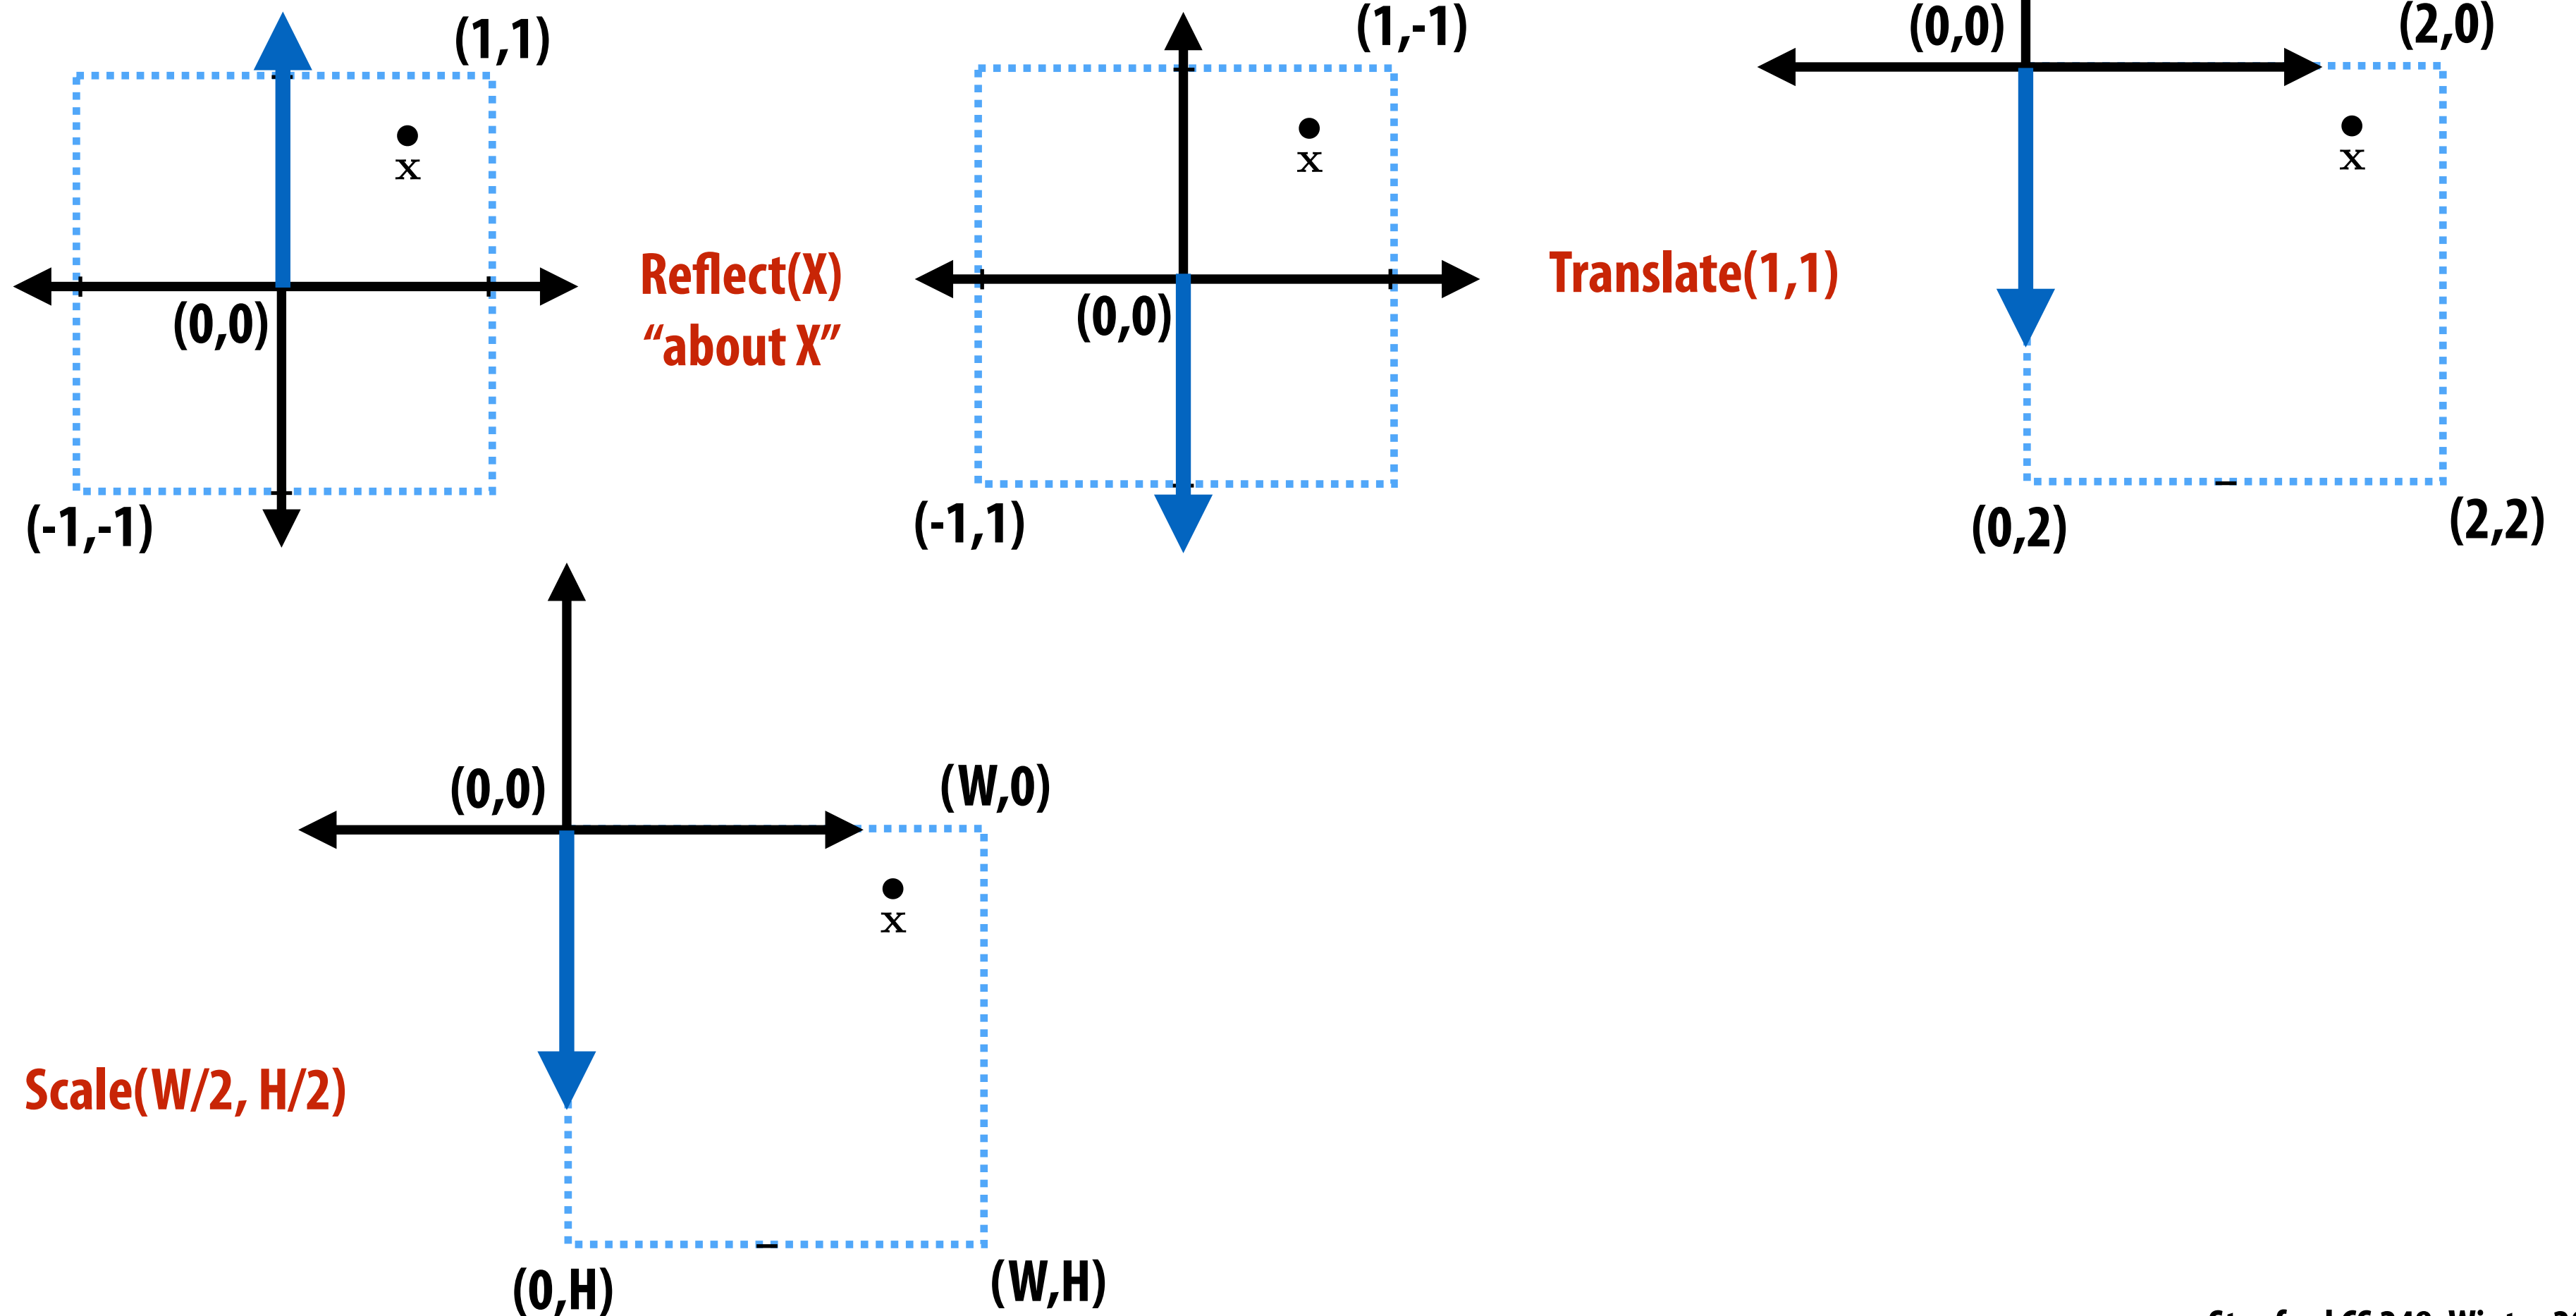 (1,1)
(0,0)
(-1,-1)
x
Reflect(X)
“about X”
(1,-1)
(0,0)
(-1,1)
x
Translate(1,1)
(0,0)
(2,0)
x
(0,2)
(2,2)
Scale(W/2, H/2)
(0,0)
(W,0)
x
(0,H)
(W,H)